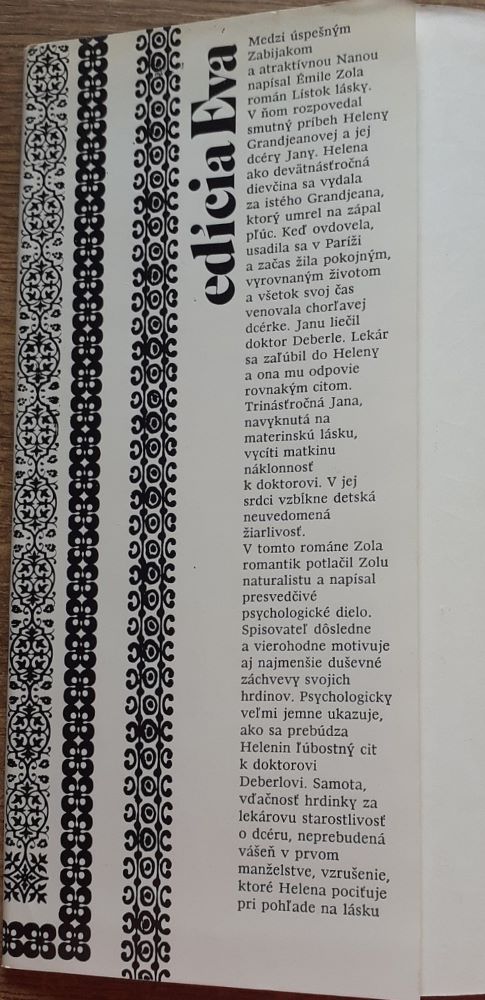 edícia Eva
Medzi úspešným
Zabijakom
a atraktívnou Nanou
napísal Émile Zola
román Lístok lásky.
V ňom rozpovedal
smutný príbeh Heleny
Grandjeanovej a jej
dcéry Jany. Helena
ako devätnásťročná
dievčina sa vydala
za istého Grandjeana,
ktorý umrel na zápal
pľúc. Keď ovdovela,
usadila sa v Paríži
a začas žila pokojným,
vyrovnaným životom
a všetok svoj čas
venovala chorľavej
dcérke. Janu liečil
doktor Deberle. Lekár
sa zaľúbil do Heleny
a ona mu odpovie
rovnakým citom.
Trinásťročná Jana,
navyknutá na
materinskú lásku,
vycíti matkinu
náklonnosť
k doktorovi. V jej
srdci vzbĺkne detská
neuvedomená
žiarlivosť.
V tomto románe Zola
romantik potlačil Zolu
naturalistu a napísal
presvedčivé
psychologické dielo.
Spisovateľ dôsledne
a vierohodne motivuje
aj najmenšie duševné
záchvevy svojich
hrdinov. Psychologicky
veľmi jemne ukazuje,
ako sa prebúdza
Helenin ľúbostný cit
k doktorovi
Deberlovi. Samota,
vďačnosť hrdinky za
lekárovu starostlivosť
o dcéru, neprebudená
vášeň v prvom
manželstve, vzrušenie,
ktoré Helena pociťuje
pri pohľade na lásku